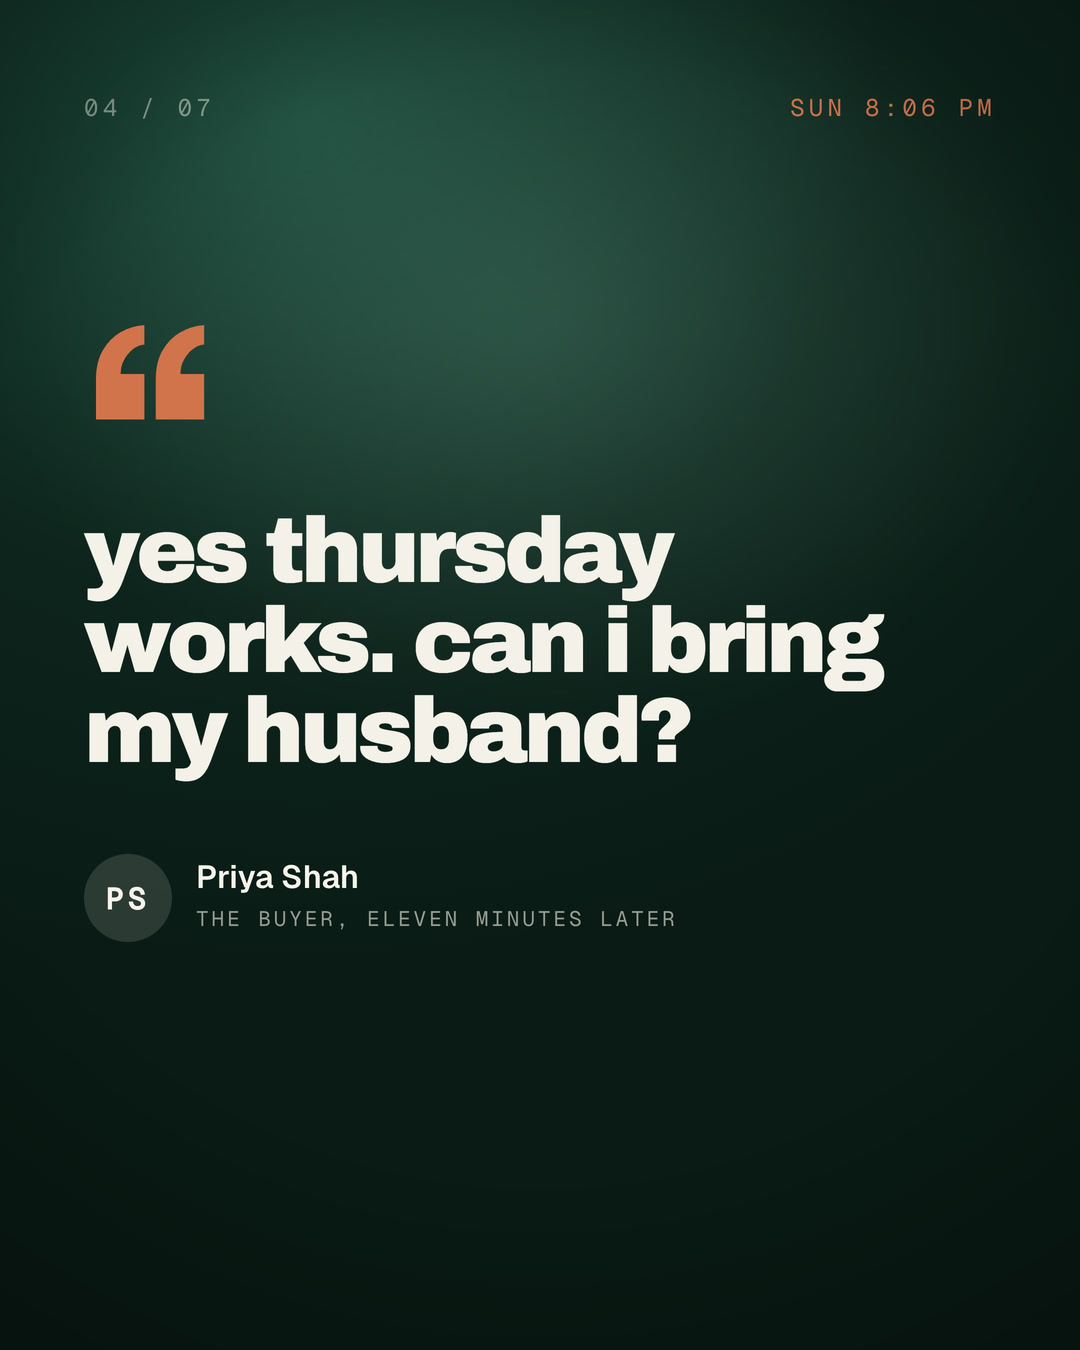 04 / 07
SUN 8:06 PM
“
yes thursday
works. can i bring
my husband?
PS
Priya Shah
THE BUYER, ELEVEN MINUTES LATER